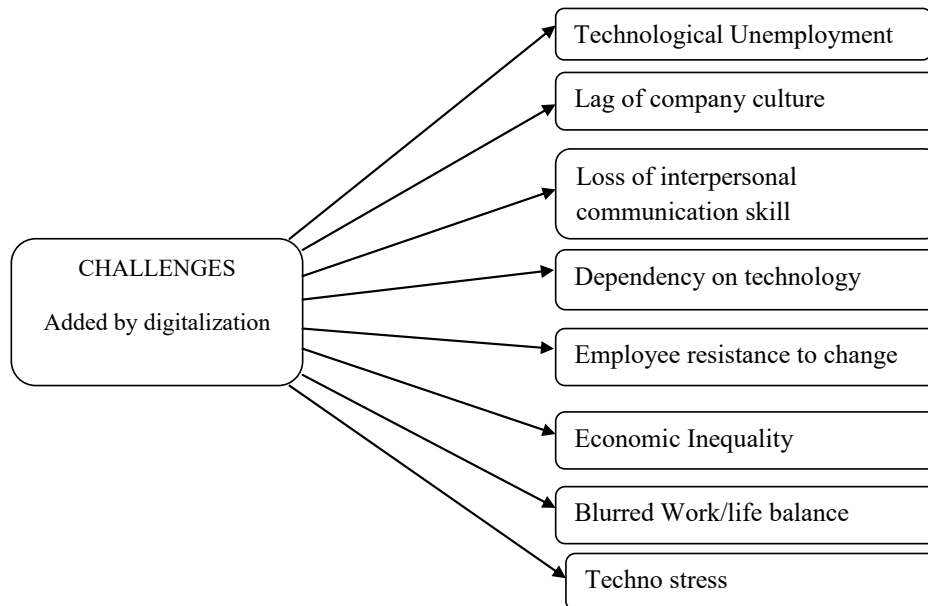 Technological Unemployment
Lag of company culture
Loss of interpersonal
communication skill
CHALLENGES
Added by digitalization
Dependency on technology
Employee resistance to change
Economic Inequality
Blurred Work/life balance
Techno stress